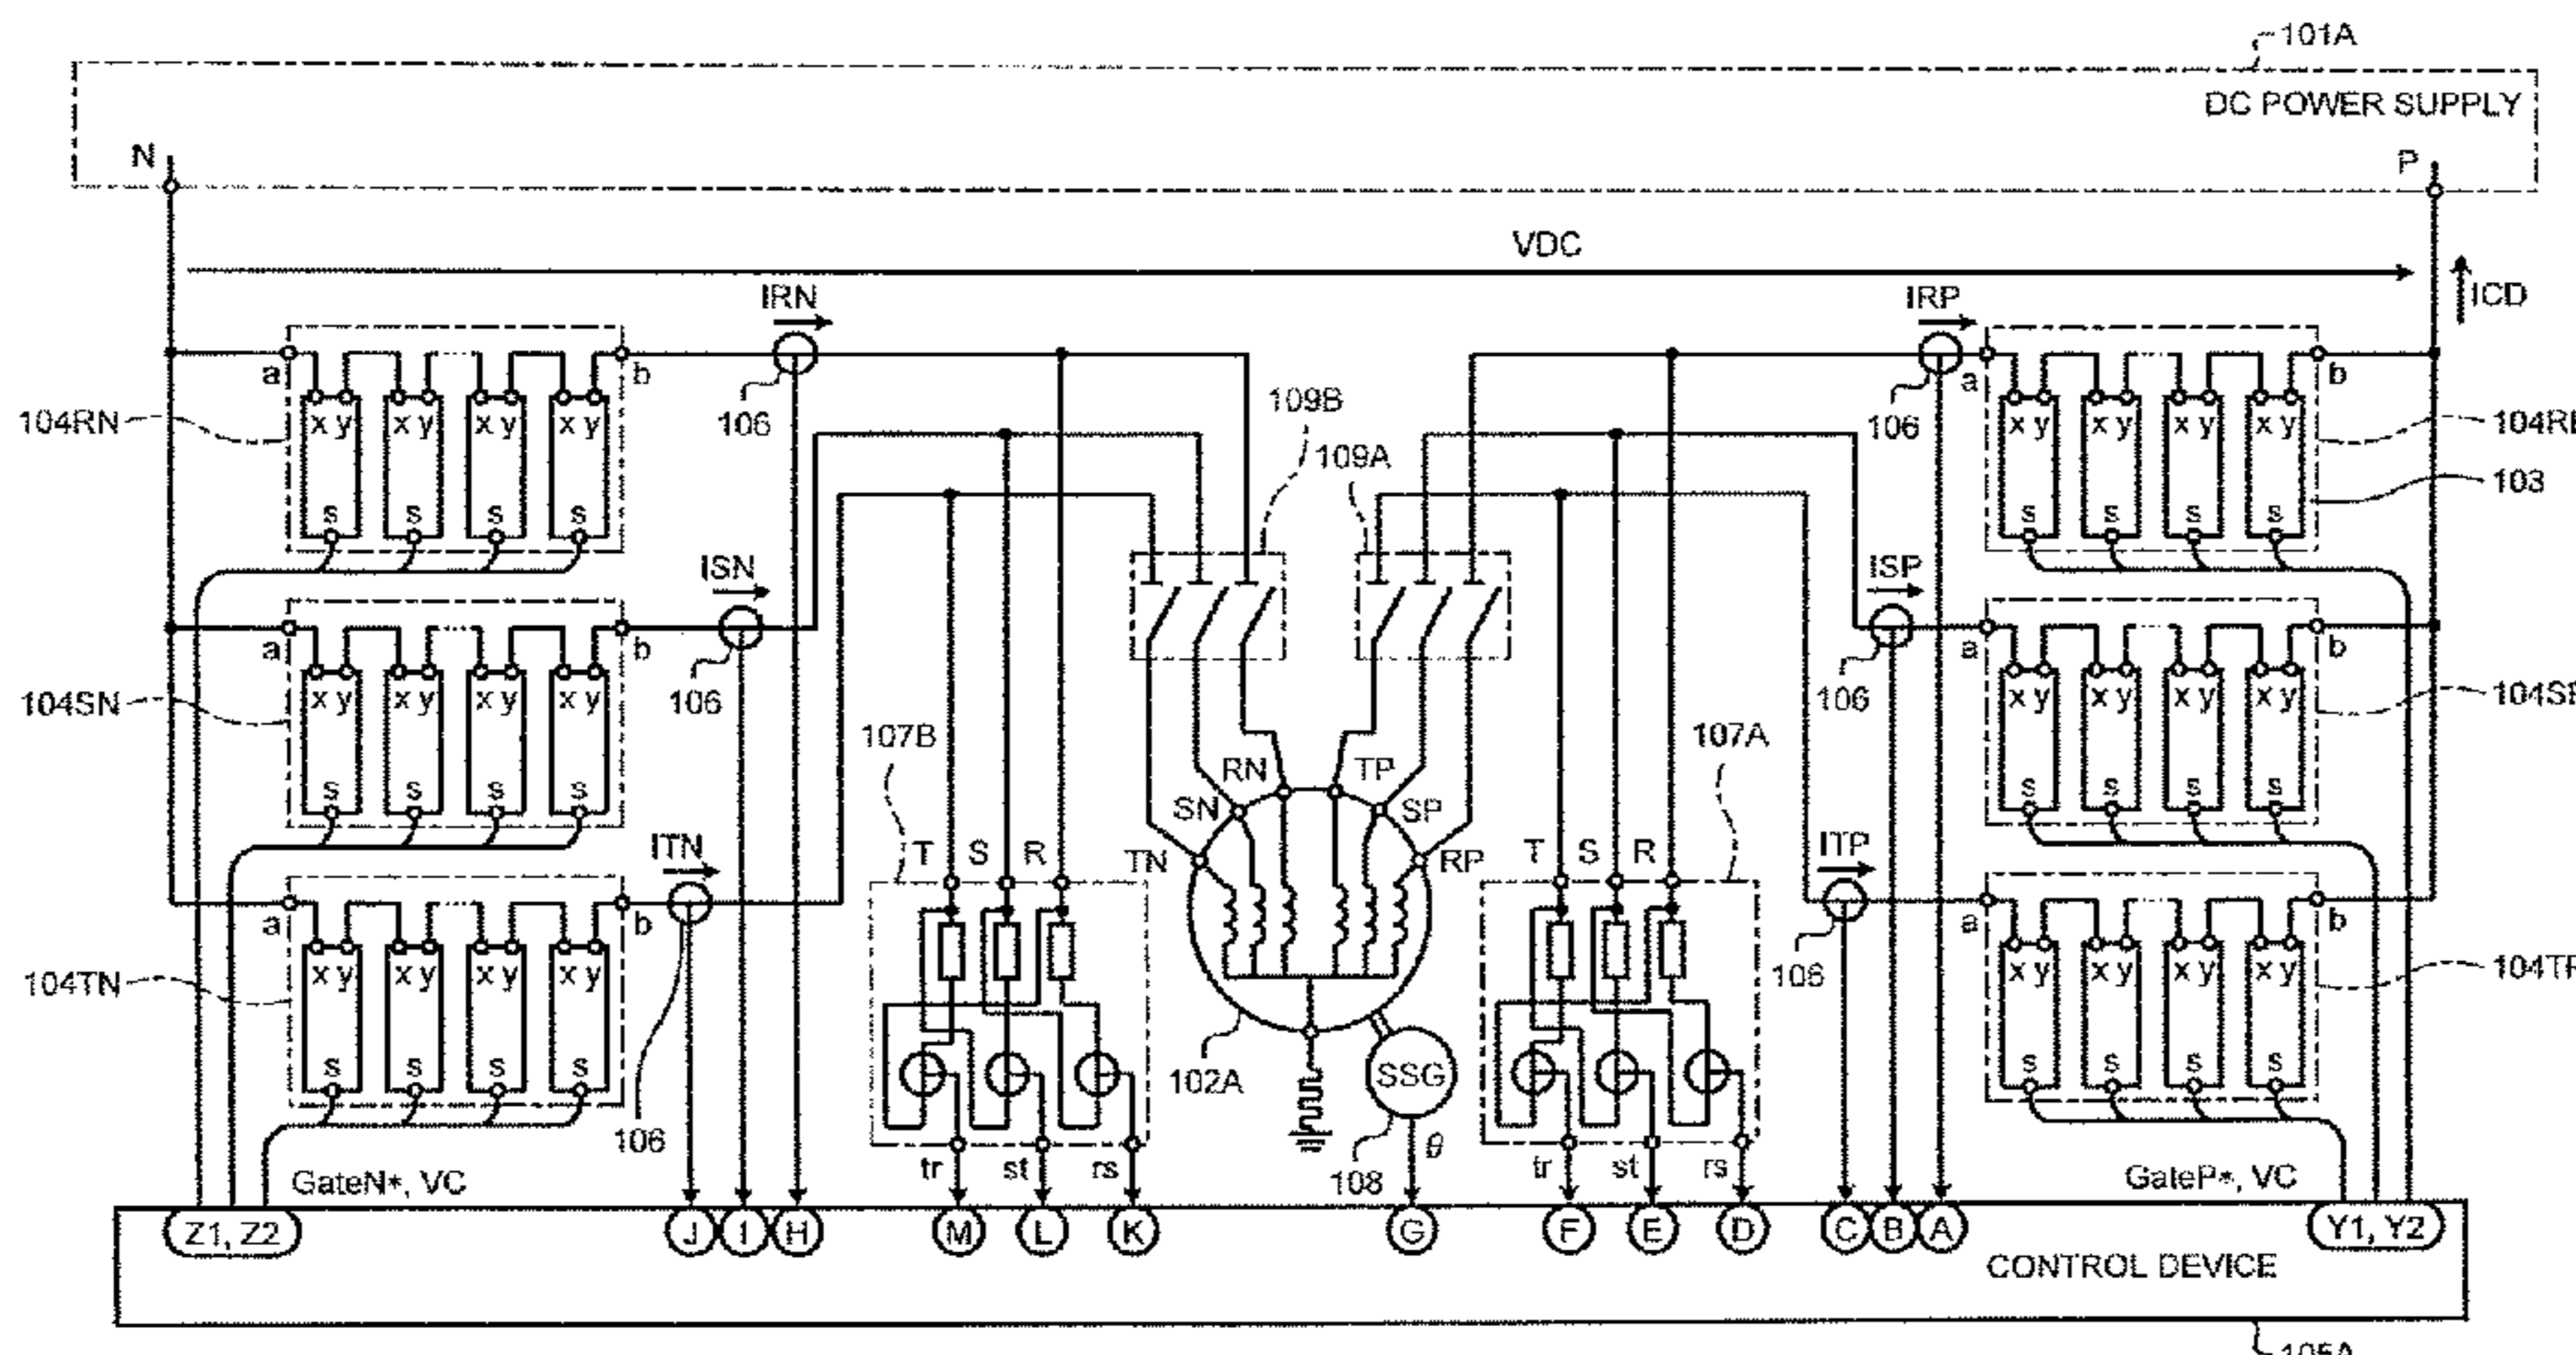 101A
DC POWER SUPPLY
N
P
VDC
ICD
IRN
IRP
a
b
106
106
a
b
104RN
x y x y x y x y
109B
109A
x y x y x y x y
103
s s s s
s s s s
ISN
ISP
a
b
106
106
a
b
104SN
x y x y x y x y
x y x y x y x y
107B
107A
RN
TP
SN
SP
s s s s
s s s s
ITN
T S R
TN
RP
T S R
ITP
a
b
a
b
104TN
x y x y x y x y
106
x y x y x y x y
s s s s
102A
SSG
s s s s
106
tr st rs
108
θ
tr st rs
GateN*, VC
GateP*, VC
Z1, Z2
J I H M L K G F E D C B A
Y1, Y2
CONTROL DEVICE
105A